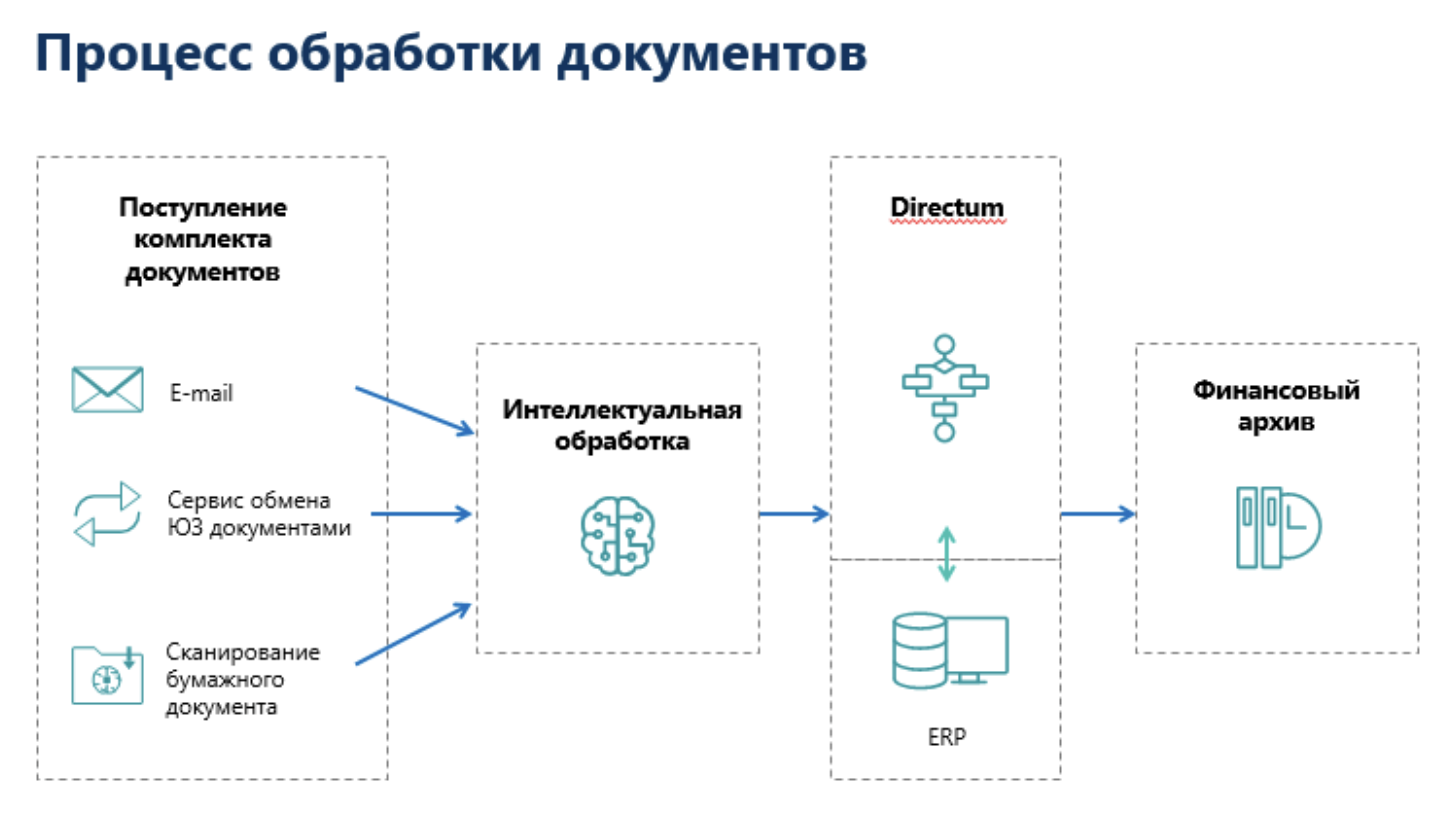 Процесс обработки документов
Поступление
комплекта
документов
E-mail
Сервис обмена
ЮЗ документами
Сканирование
бумажного
документа
Интеллектуальная
обработка
Directum
ERP
Финансовый
архив